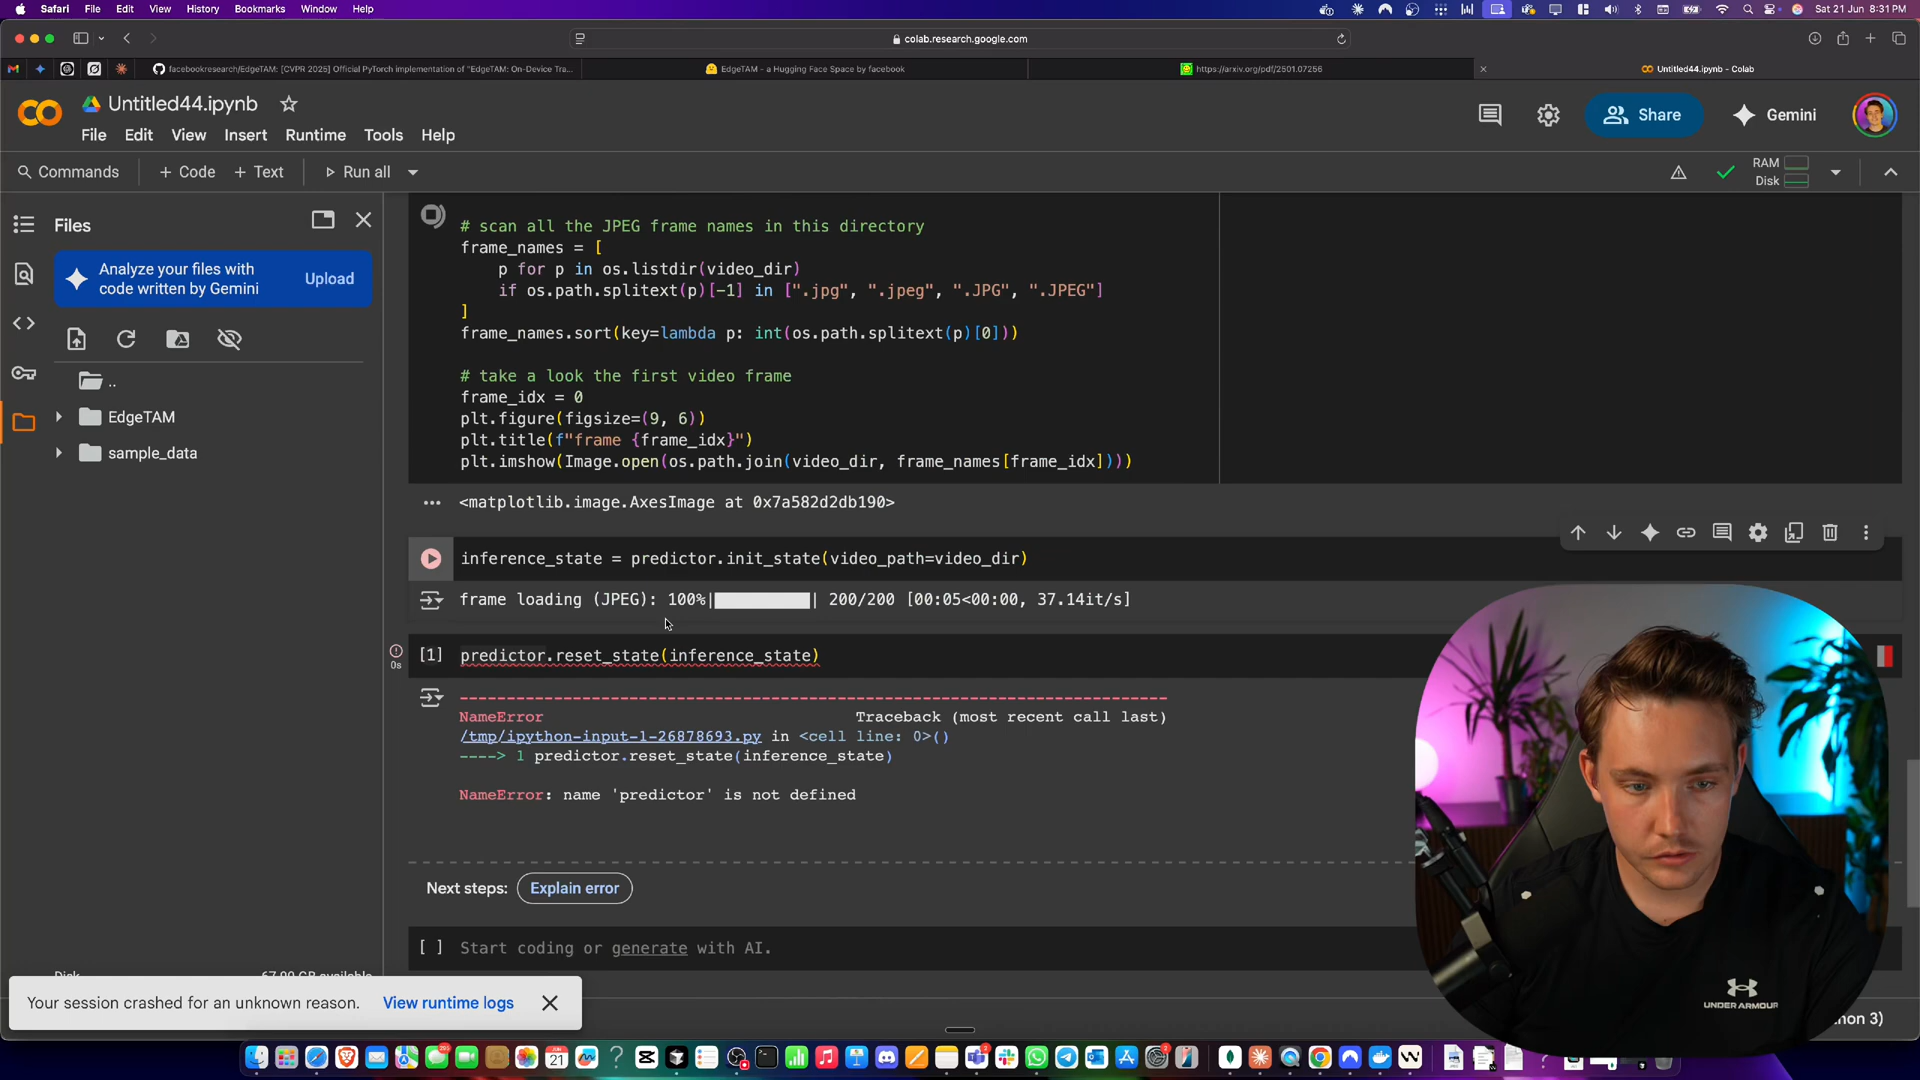 Safari File Edit View History Bookmarks Window Help
Sat 21 Jun 8:31 PM
colab.research.google.com
facebookresearch/EdgeTAM: [CVPR 2025] Official PyTorch implementation of "EdgeTAM: On-Device Tra...
EdgeTAM - a Hugging Face Space by facebook
https://arxiv.org/pdf/2501.07256
Untitled44.ipynb - Colab
Untitled44.ipynb
File Edit View Insert Runtime Tools Help
Share
Gemini
Commands + Code + Text Run all
RAM
Disk
Files
Analyze your files with
code written by Gemini
Upload
..
EdgeTAM
sample_data
# scan all the JPEG frame names in this directory
frame_names = [
p for p in os.listdir(video_dir)
if os.path.splitext(p)[-1] in [".jpg", ".jpeg", ".JPG", ".JPEG"]
]
frame_names.sort(key=lambda p: int(os.path.splitext(p)[0]))
# take a look the first video frame
frame_idx = 0
plt.figure(figsize=(9, 6))
plt.title(f"frame {frame_idx}")
plt.imshow(Image.open(os.path.join(video_dir, frame_names[frame_idx])))
... <matplotlib.image.AxesImage at 0x7a582d2db190>
inference_state = predictor.init_state(video_path=video_dir)
frame loading (JPEG): 100%| | 200/200 [00:05<00:00, 37.14it/s]
[1] predictor.reset_state(inference_state)
0s
---------------------------------------------------------------------------
NameError Traceback (most recent call last)
/tmp/ipython-input-1-26878693.py in <cell line: 0>()
----> 1 predictor.reset_state(inference_state)
NameError: name 'predictor' is not defined
Next steps: Explain error
[ ] Start coding or generate with AI.
Your session crashed for an unknown reason. View runtime logs
UNDER ARMOUR